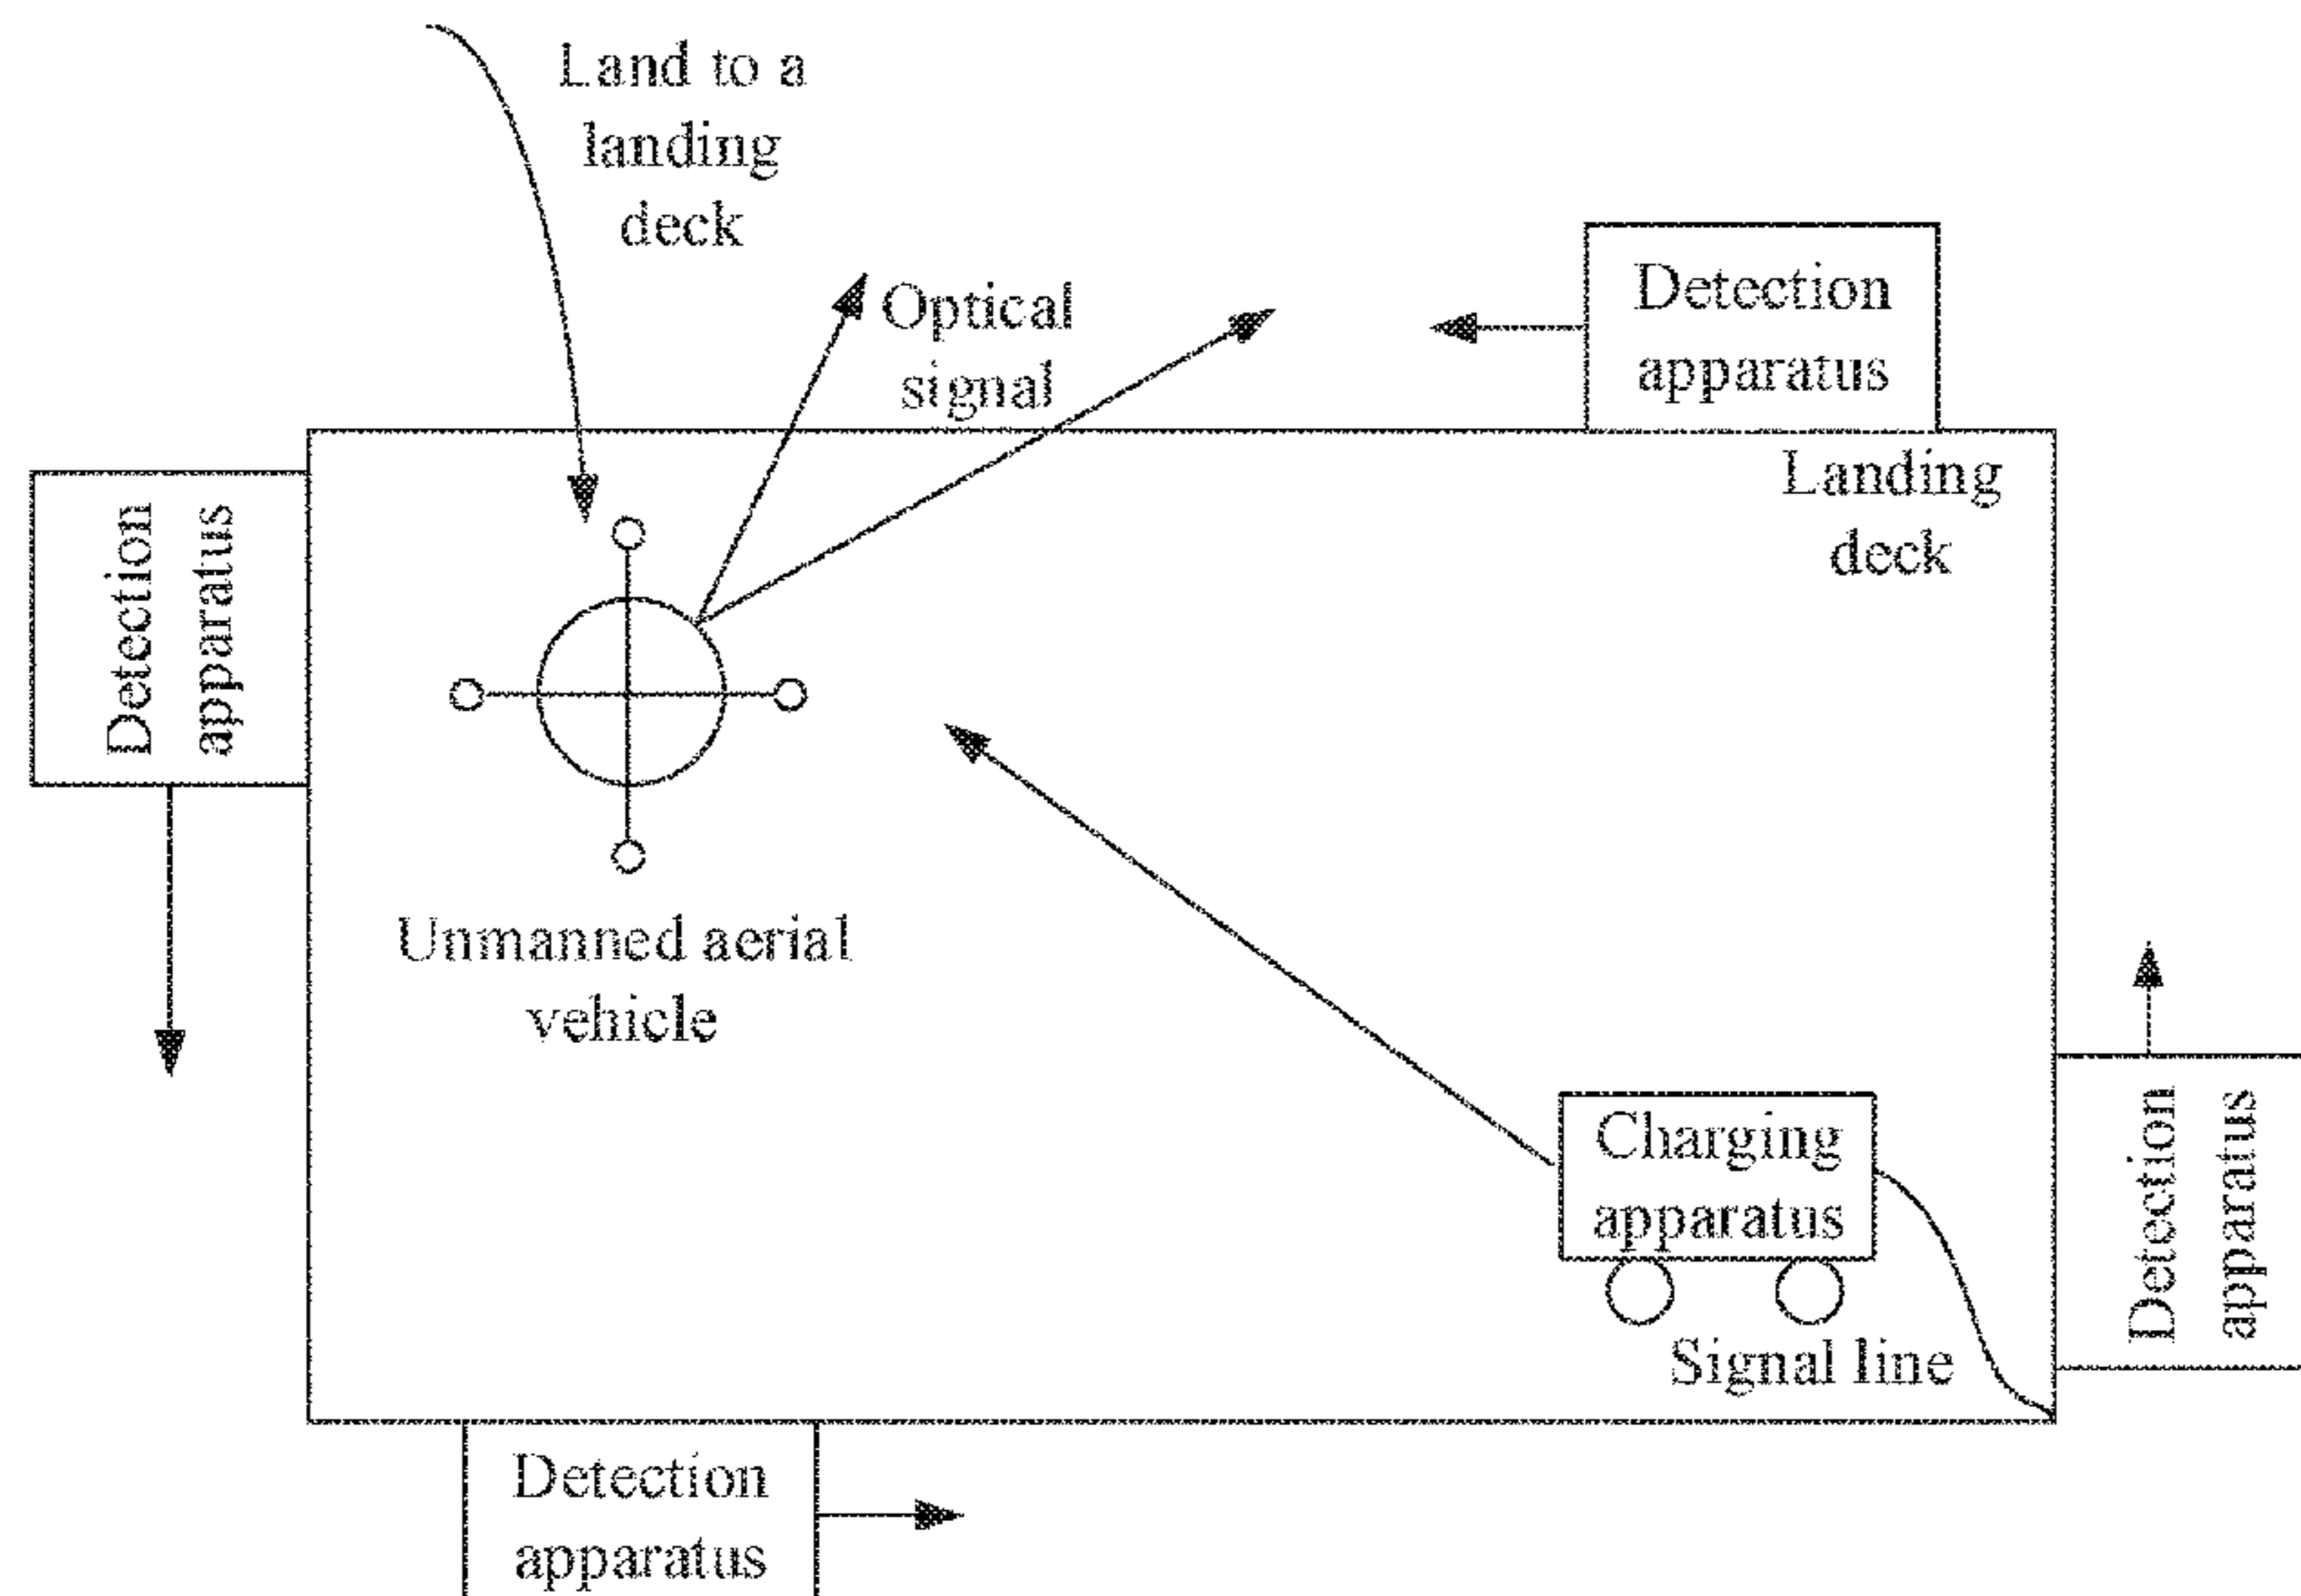 Land to a
landing
deck
Optical
signal
Detection
apparatus
Landing
deck
Detection
apparatus
Unmanned aerial
vehicle
Charging
apparatus
Signal line
Detection
apparatus
Detection
apparatus